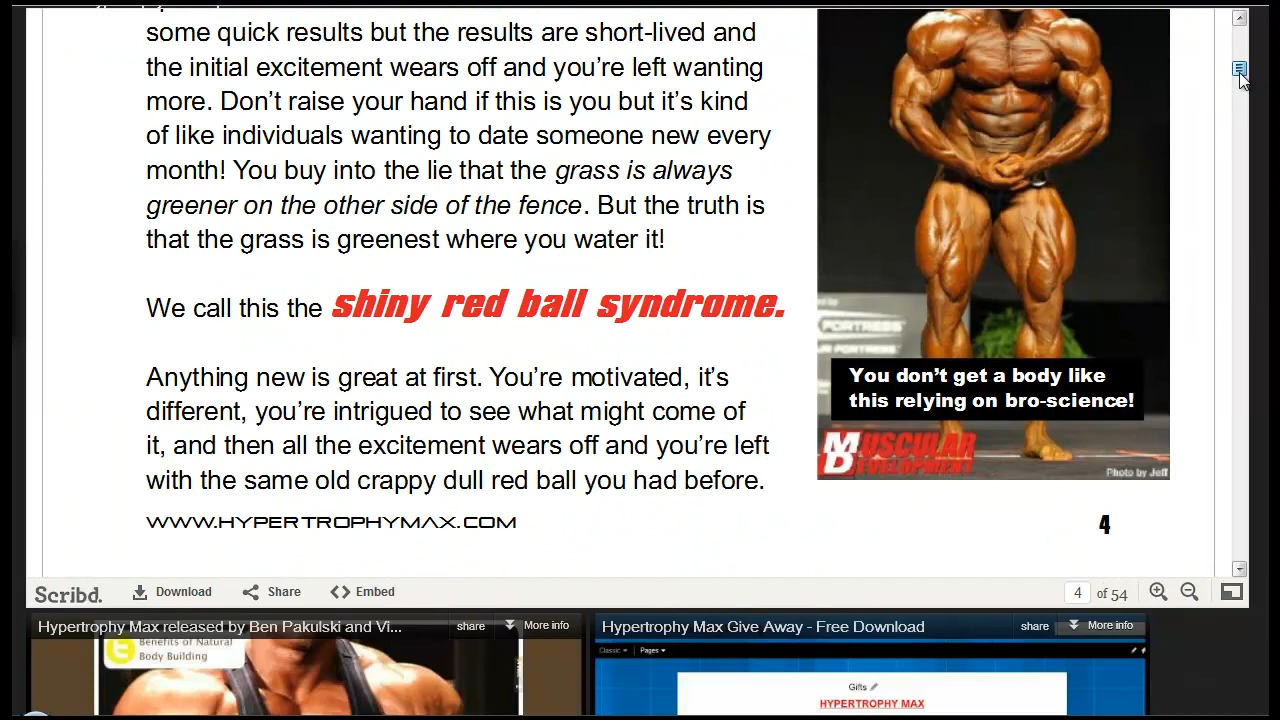 some quick results but the results are short-lived and
the initial excitement wears off and you're left wanting
more. Don't raise your hand if this is you but it's kind
of like individuals wanting to date someone new every
month! You buy into the lie that the grass is always
greener on the other side of the fence. But the truth is
that the grass is greenest where you water it!
We call this the shiny red ball syndrome.
Anything new is great at first. You're motivated, it's
different, you're intrigued to see what might come of
it, and then all the excitement wears off and you're left
with the same old crappy dull red ball you had before.
WWW.HYPERTROPHYMAX.COM
FORTRESS
You don't get a body like
this relying on bro-science!
MD MUSCULAR
DEVELOPMENT
Photo by Jeff
4
Scribd. Download Share Embed 4 of 54
Hypertrophy Max released by Ben Pakulski and Vi... share More info
Benefits of Natural
Body Building
Hypertrophy Max Give Away - Free Download share More info
Classic Pages
Gifts
HYPERTROPHY MAX